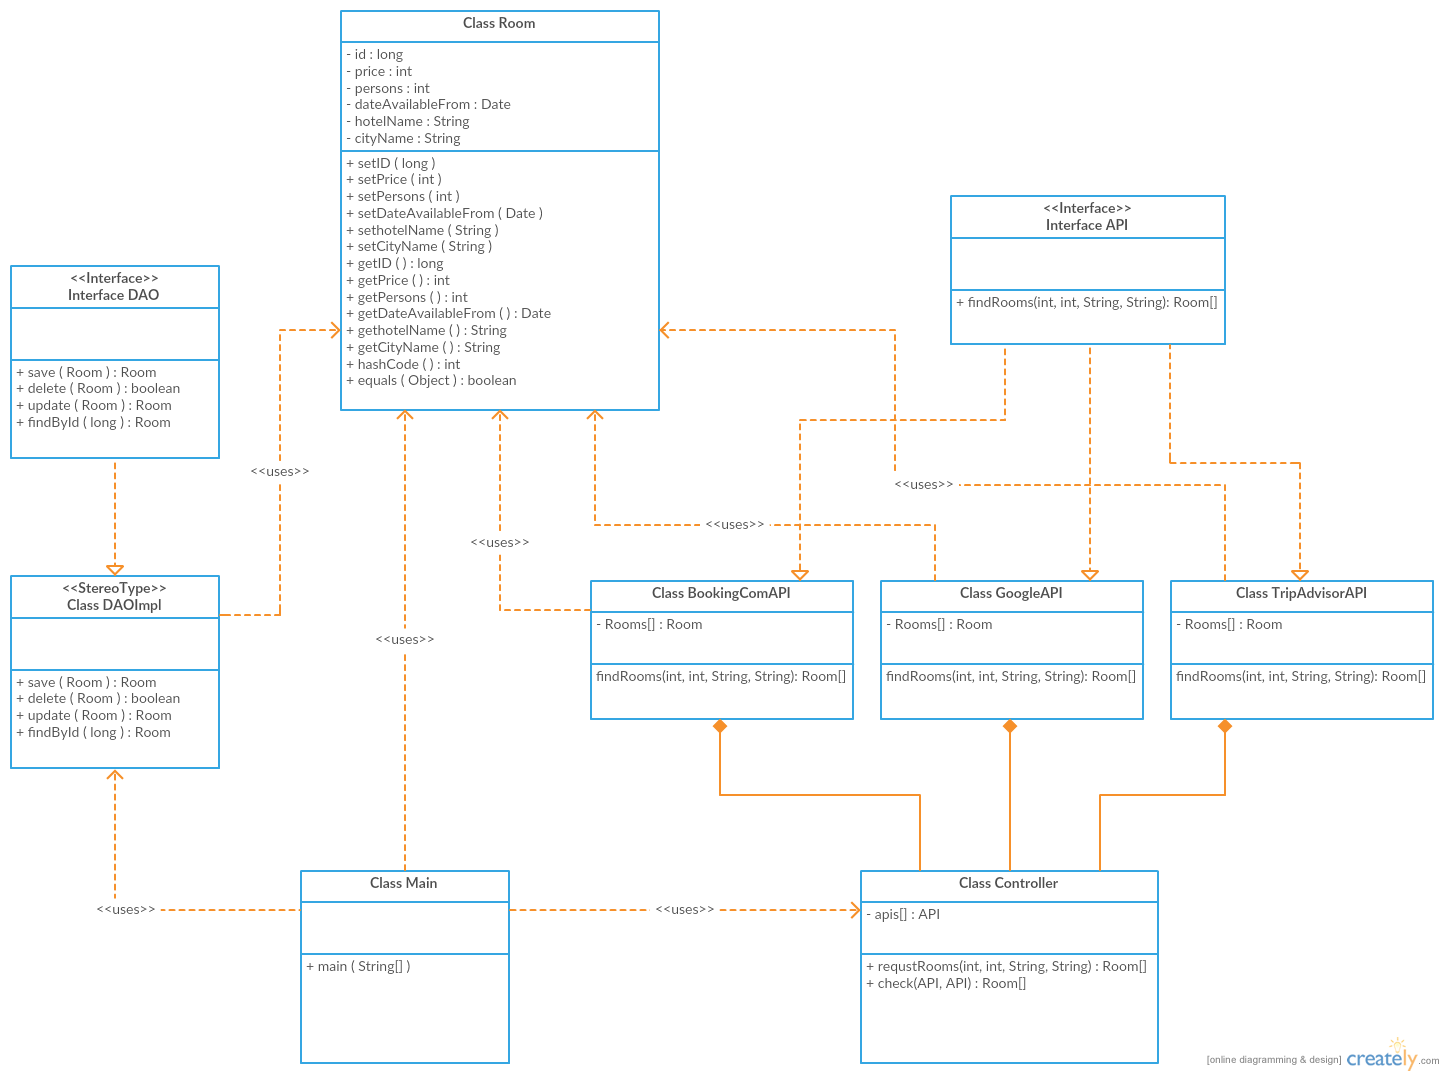 Class Room
- id : long
- price : int
- persons : int
- dateAvailableFrom : Date
- hotelName : String
- cityName : String
+ setID ( long )
+ setPrice ( int )
+ setPersons ( int )
+ setDateAvailableFrom ( Date )
+ sethotelName ( String )
+ setCityName ( String )
+ getID ( ) : long
+ getPrice ( ) : int
+ getPersons ( ) : int
+ getDateAvailableFrom ( ) : Date
+ gethotelName ( ) : String
+ getCityName ( ) : String
+ hashCode ( ) : int
+ equals ( Object ) : boolean
<<Interface>>
Interface API
+ findRooms(int, int, String, String): Room[]
<<Interface>>
Interface DAO
+ save ( Room ) : Room
+ delete ( Room ) : boolean
+ update ( Room ) : Room
+ findById ( long ) : Room
<<uses>>
<<uses>>
<<uses>>
<<uses>>
<<StereoType>>
Class DAOImpl
+ save ( Room ) : Room
+ delete ( Room ) : boolean
+ update ( Room ) : Room
+ findById ( long ) : Room
Class BookingComAPI
- Rooms[] : Room
findRooms(int, int, String, String): Room[]
Class GoogleAPI
- Rooms[] : Room
findRooms(int, int, String, String): Room[]
Class TripAdvisorAPI
- Rooms[] : Room
findRooms(int, int, String, String): Room[]
<<uses>>
<<uses>>
Class Main
+ main ( String[] )
<<uses>>
Class Controller
- apis[] : API
+ requstRooms(int, int, String, String) : Room[]
+ check(API, API) : Room[]
[online diagramming & design] creately.com